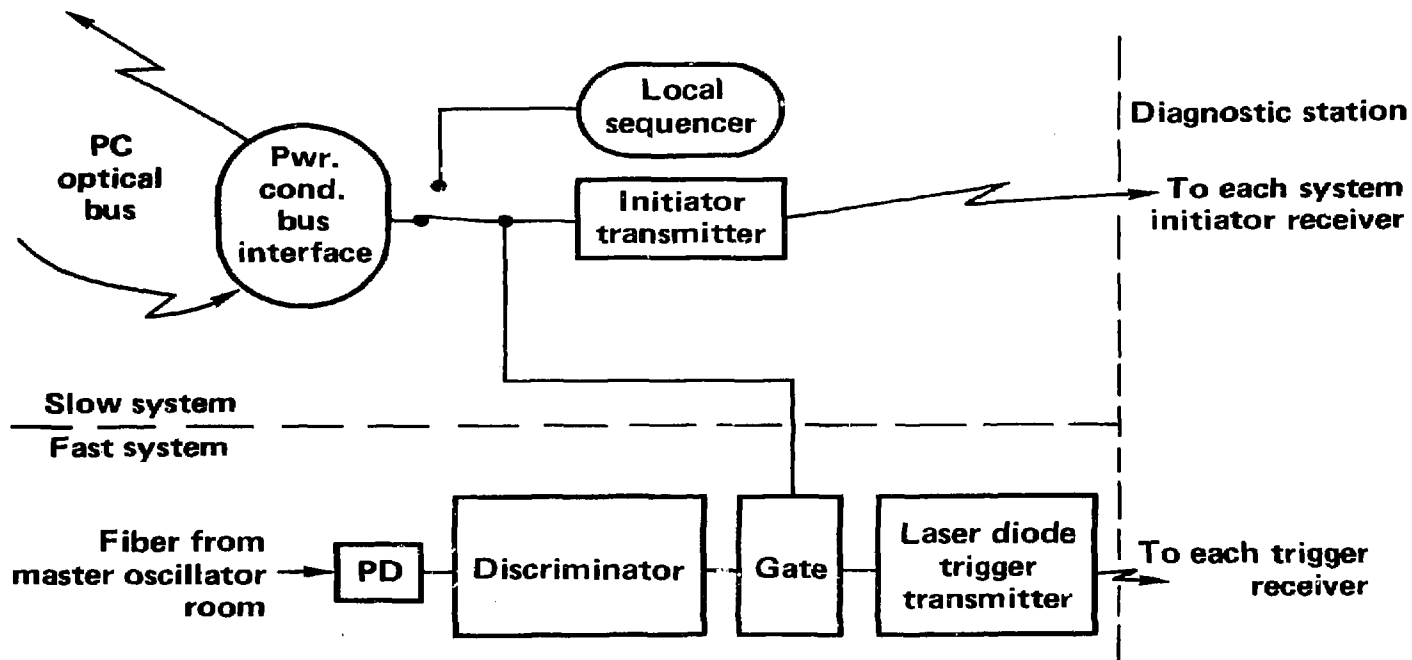 Local
sequencer
Diagnostic station
PC
optical
bus
Pwr.
cond.
bus
interface
Initiator
transmitter
To each system
initiator receiver
Slow system
Fast system
Fiber from
master oscillator
room
PD
Discriminator
Gate
Laser diode
trigger
transmitter
To each trigger
receiver